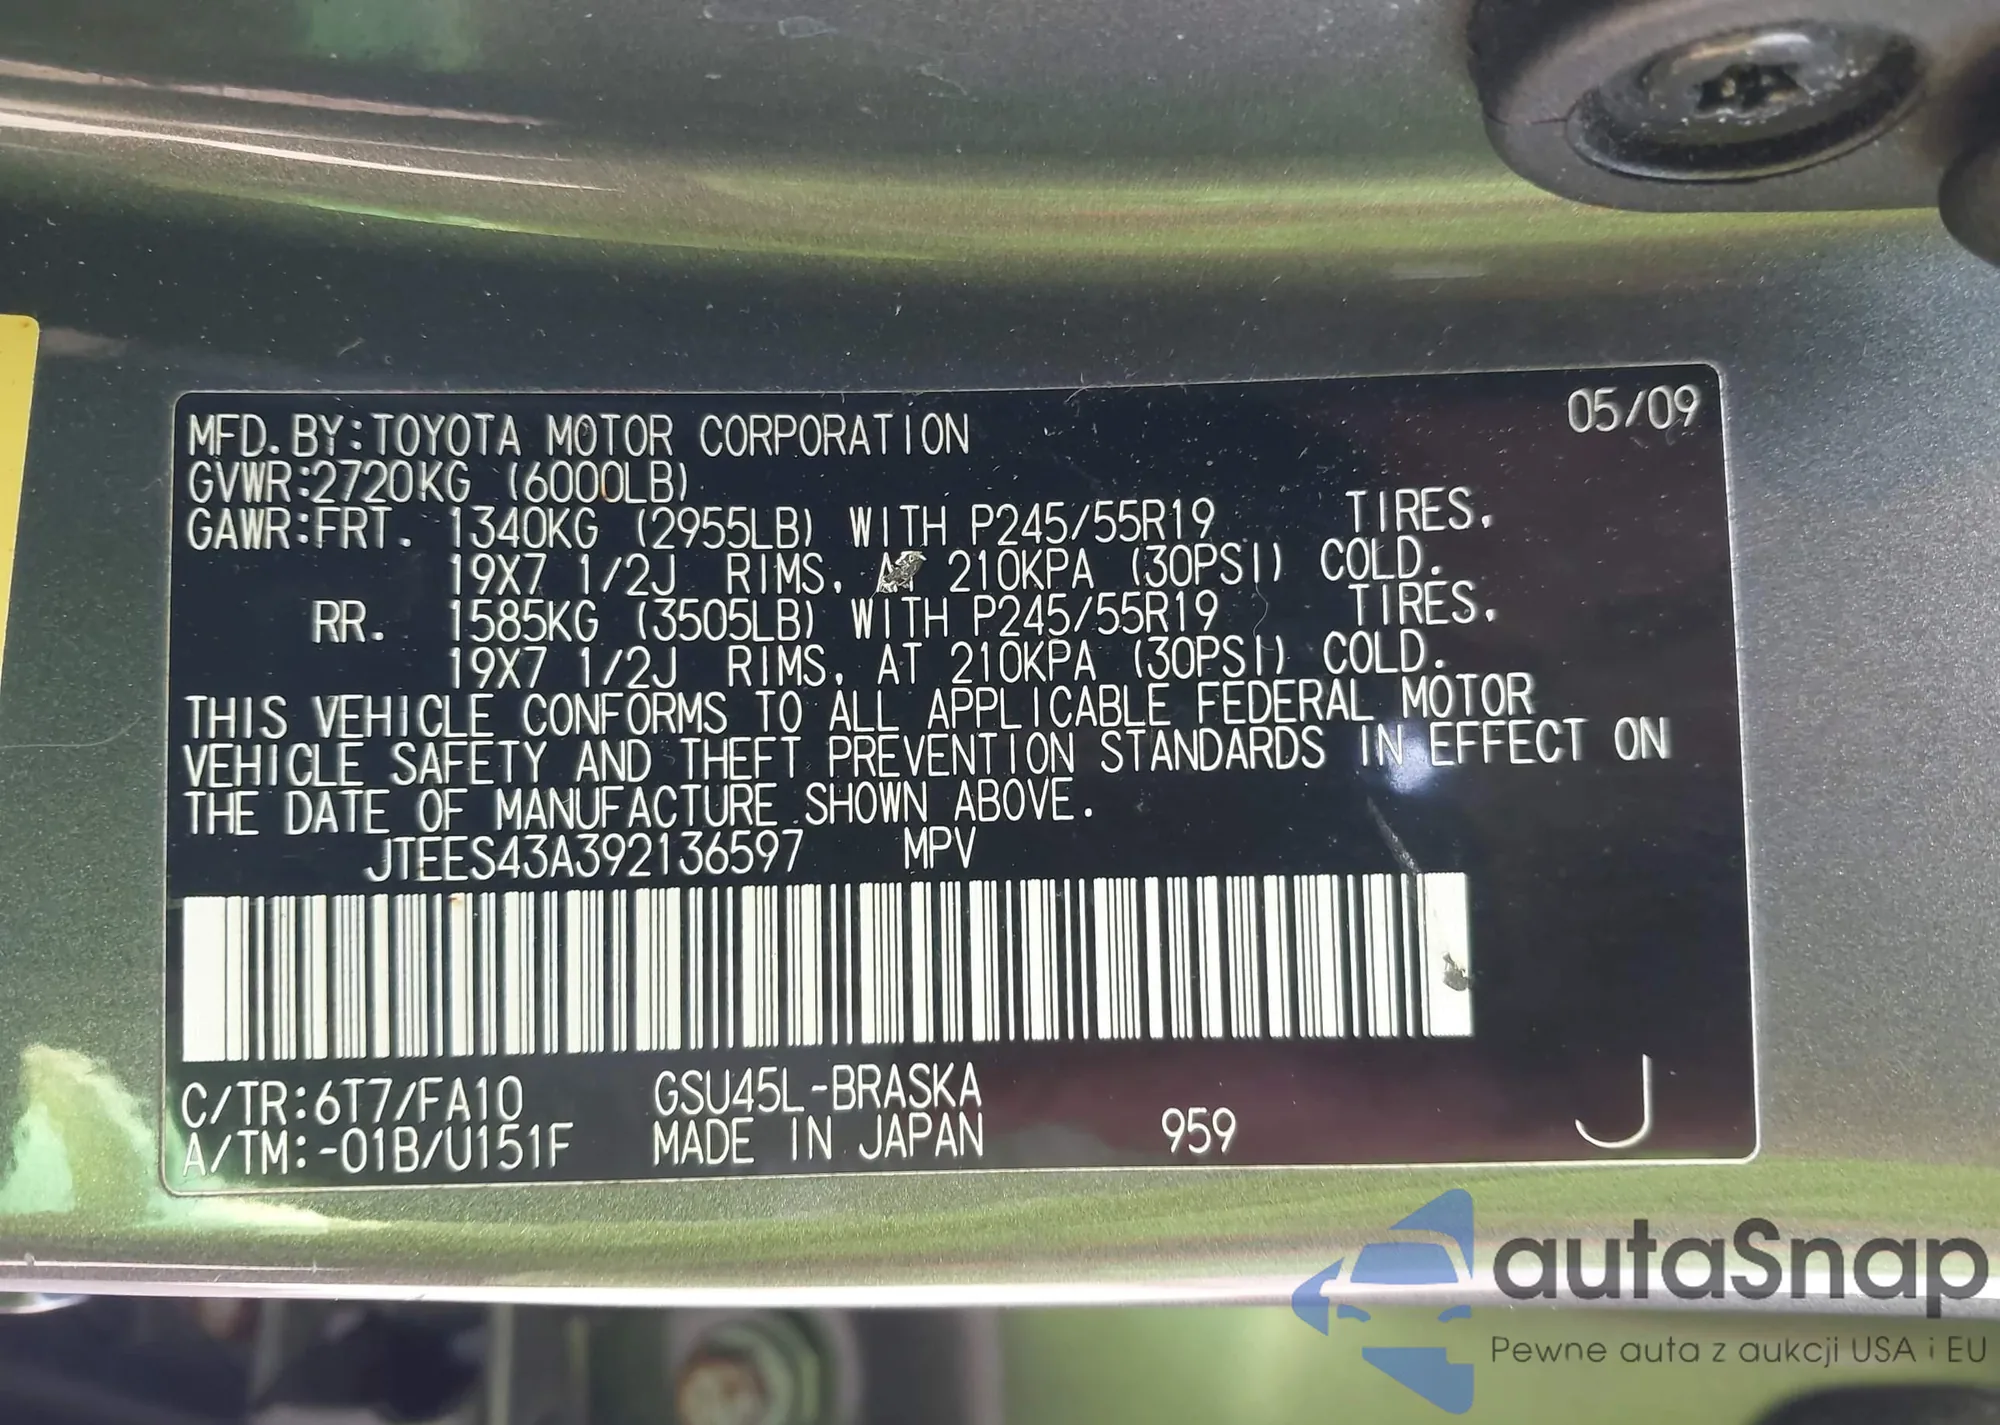 05/09
MFD.BY:TOYOTA MOTOR CORPORATION
GVWR:2720KG (6000LB)
GAWR:FRT. 1340KG (2955LB) WITH P245/55R19 TIRES,
19X7 1/2J RIMS, AT 210KPA (30PSI) COLD.
RR. 1585KG (3505LB) WITH P245/55R19 TIRES,
19X7 1/2J RIMS, AT 210KPA (30PSI) COLD.
THIS VEHICLE CONFORMS TO ALL APPLICABLE FEDERAL MOTOR
VEHICLE SAFETY AND THEFT PREVENTION STANDARDS IN EFFECT ON
THE DATE OF MANUFACTURE SHOWN ABOVE.
JTEES43A392136597 MPV
C/TR:6T7/FA10 GSU45L-BRASKA
A/TM:-01B/U151F MADE IN JAPAN 959 J
autaSnap
Pewne auta z aukcji USA i EU